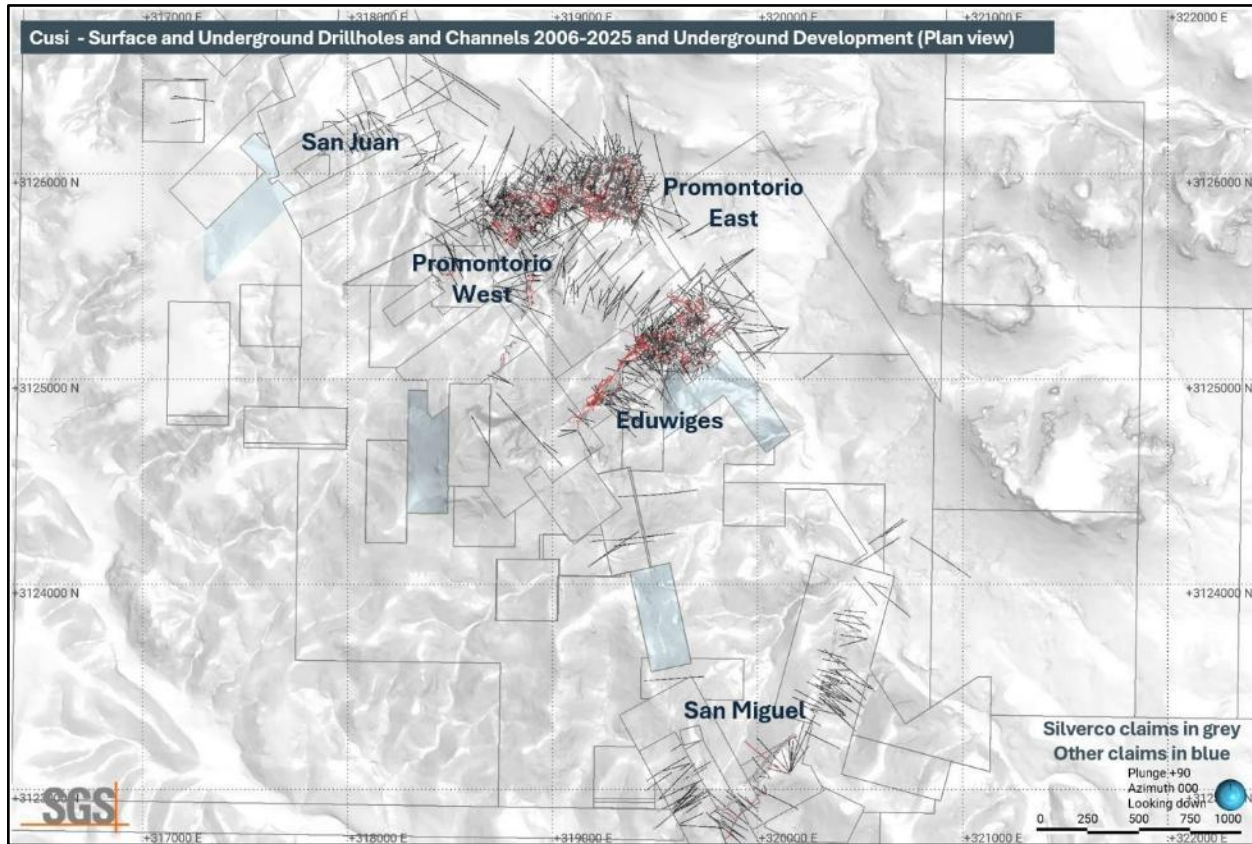 +317000 E +318000 E +319000 E +320000 E +321000 E +322000 E
Cusi - Surface and Underground Drillholes and Channels 2006-2025 and Underground Development (Plan view)
San Juan
+3126000 N
+3126000 N
Promontorio
East
Promontorio
West
+3125000 N
+3125000 N
Eduwiges
+3124000 N
+3124000 N
San Miguel
Silverco claims in grey
Other claims in blue
Plunge +90
Azimuth 000
Looking down
SGS
0 250 500 750 1000
+317000 E +318000 E +319000 E +320000 E +321000 E +322000 E